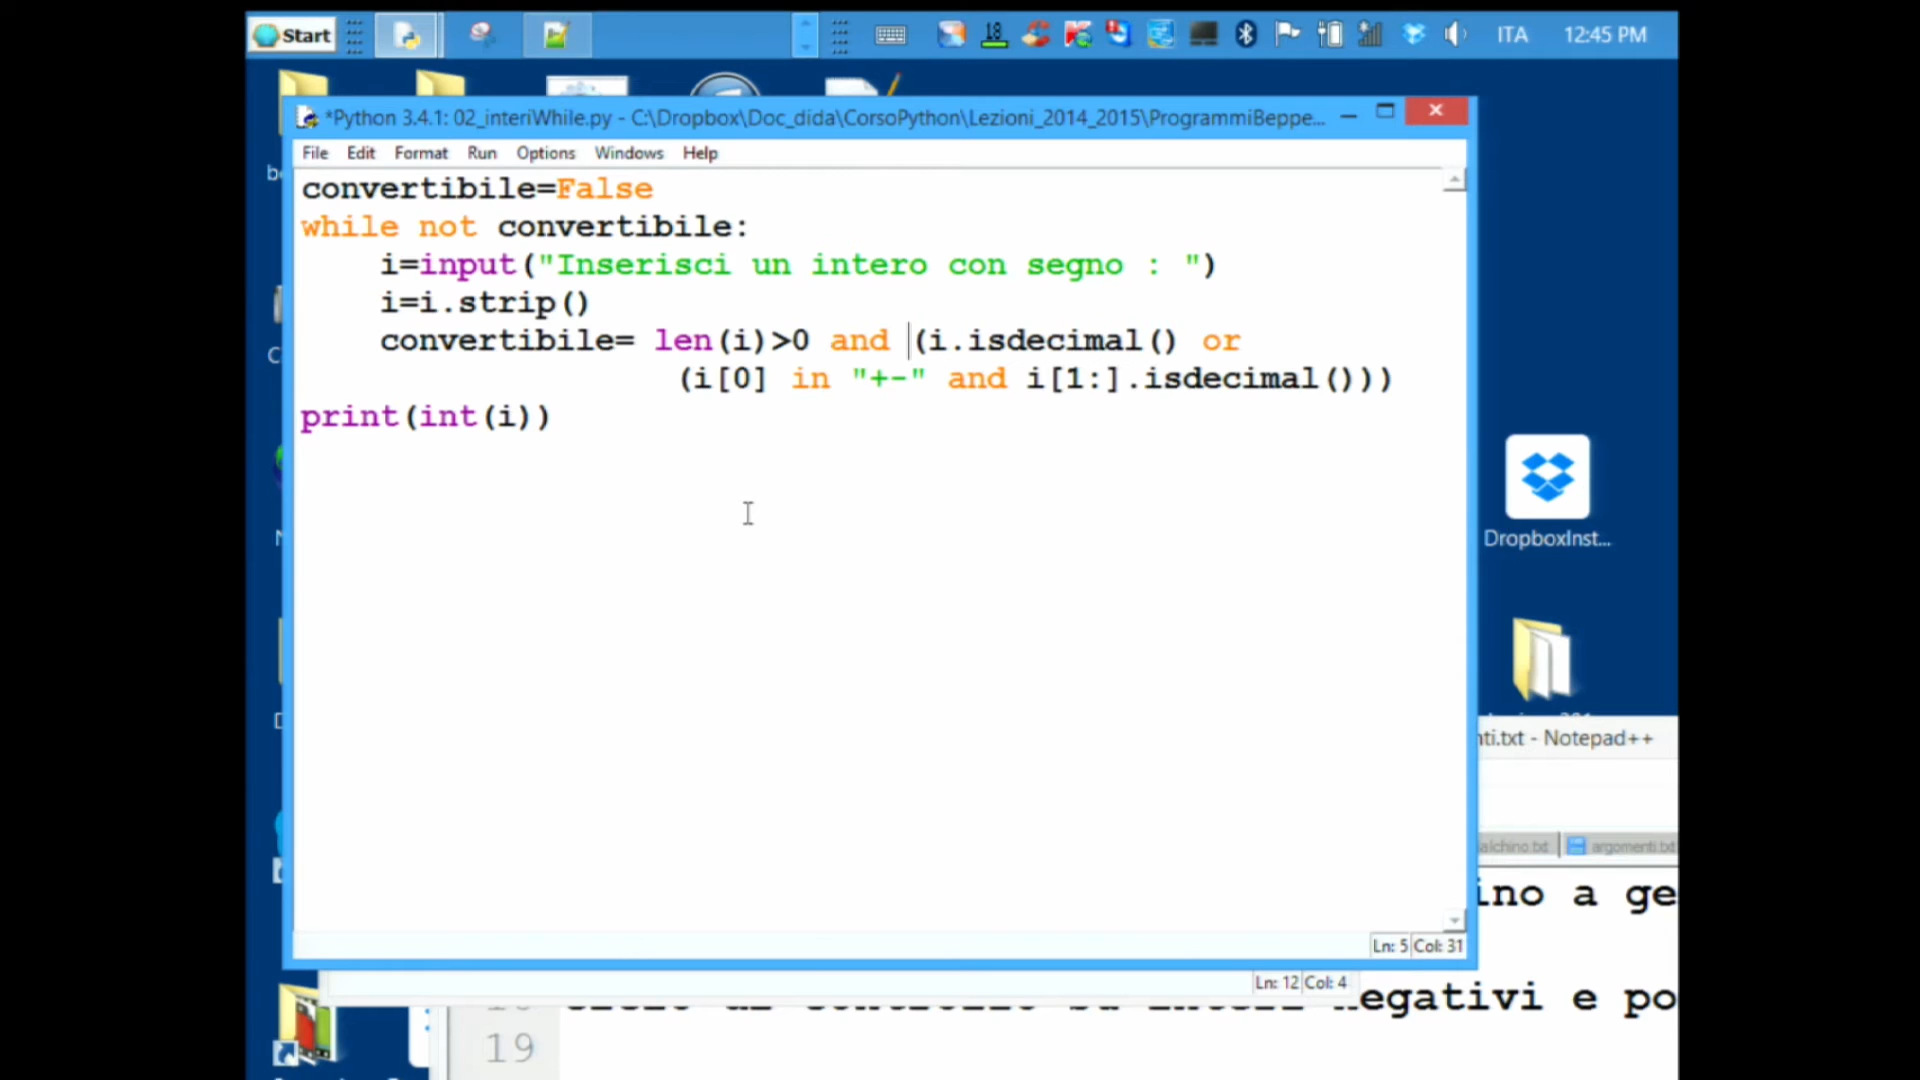 Start
18
ITA
12:45 PM
*Python 3.4.1: 02_interiWhile.py - C:\Dropbox\Doc_dida\CorsoPython\Lezioni_2014_2015\ProgrammiBeppe...
File Edit Format Run Options Windows Help
convertibile=False
while not convertibile:
    i=input("Inserisci un intero con segno : ")
    i=i.strip()
    convertibile= len(i)>0 and (i.isdecimal() or
                   (i[0] in "+-" and i[1:].isdecimal()))
print(int(i))
DropboxInst...
nti.txt - Notepad++
alchino.txt
argomenti.txt
ino a ge
Ln: 5 Col: 31
Ln: 12 Col: 4
negativi e po
19